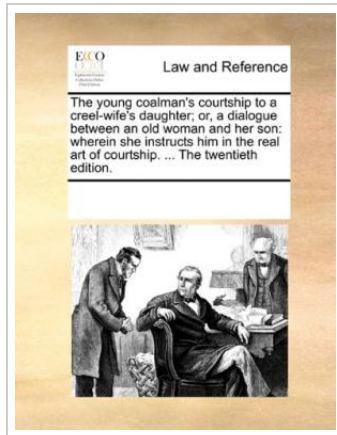 ECCO
Law and Reference
The young coalman's courtship to a
creel-wife's daughter; or, a dialogue
between an old woman and her son:
wherein she instructs him in the real
art of courtship. ... The twentieth
edition.